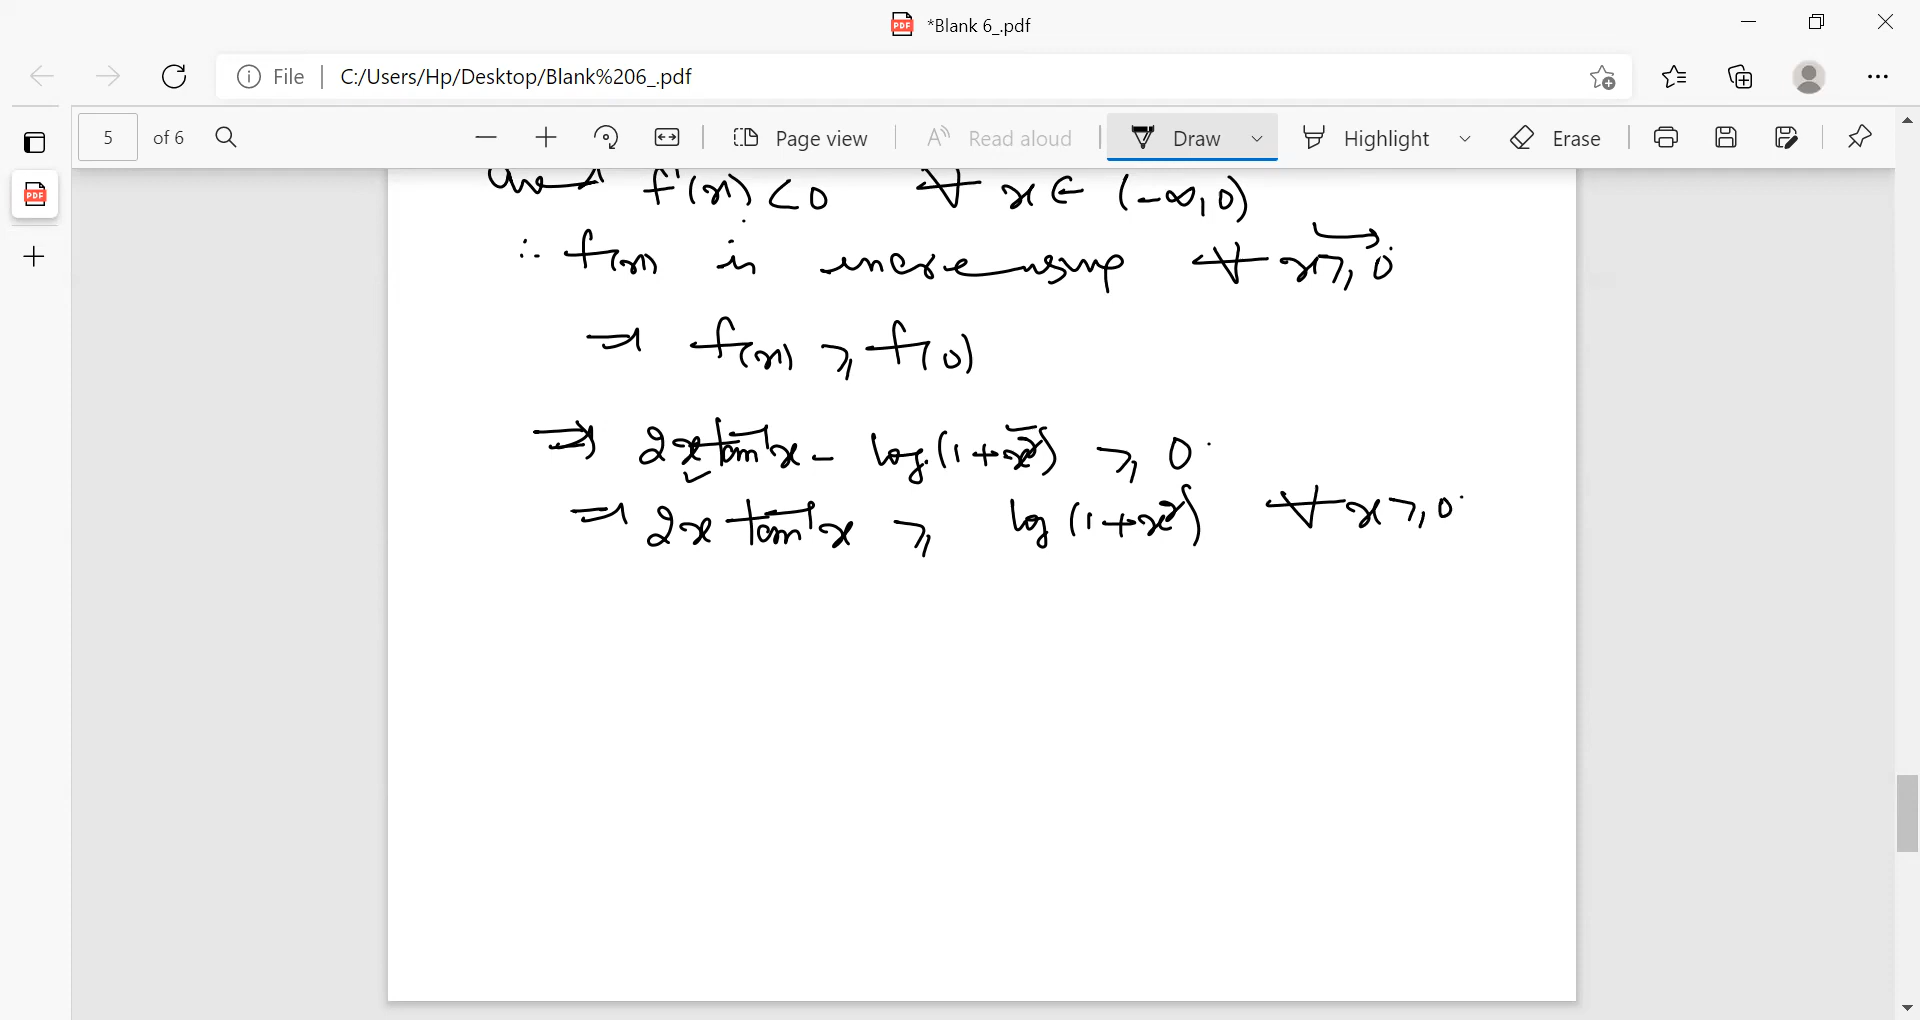 *Blank 6_.pdf
File | C:/Users/Hp/Desktop/Blank%206_.pdf
5 of 6 Page view Read aloud Draw Highlight Erase
and f'(x) < 0 ∀ x ∈ (-∞, 0)
∴ f(x) is increasing ∀ x ≥ 0
⇒ f(x) ≥ f(0)
⇒ 2x tan⁻¹x - log(1+x²) ≥ 0
⇒ 2x tan⁻¹x ≥ log(1+x²) ∀ x ≥ 0